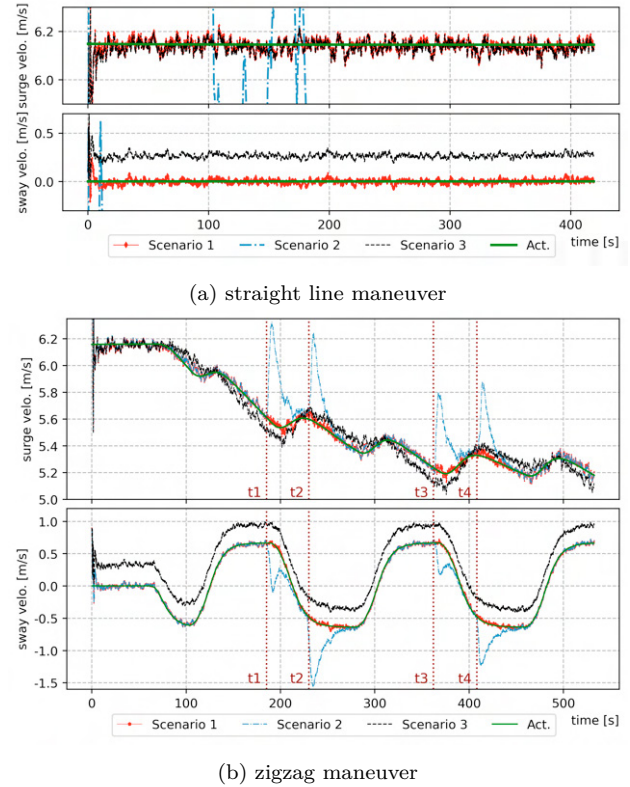 surge velo. [m/s]
6.2
6.0
sway velo. [m/s]
0.5
0.0
0 100 200 300 400
time [s]
Scenario 1 Scenario 2 Scenario 3 Act.
(a) straight line maneuver
surge velo. [m/s]
6.2
6.0
5.8
5.6
5.4
5.2
5.0
t1 t2 t3 t4
sway velo. [m/s]
1.0
0.5
0.0
-0.5
-1.0
-1.5
t1 t2 t3 t4
0 100 200 300 400 500
time [s]
Scenario 1 Scenario 2 Scenario 3 Act.
(b) zigzag maneuver